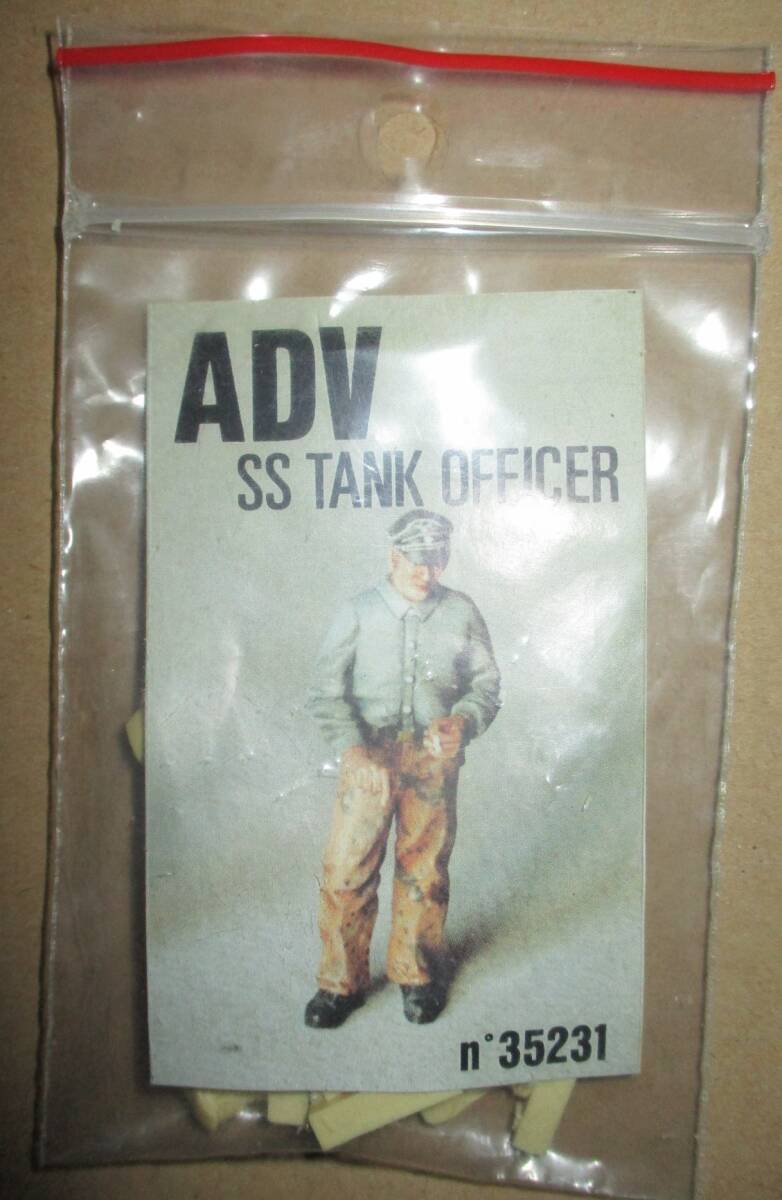 ADV
SS TANK OFFICER
n°35231